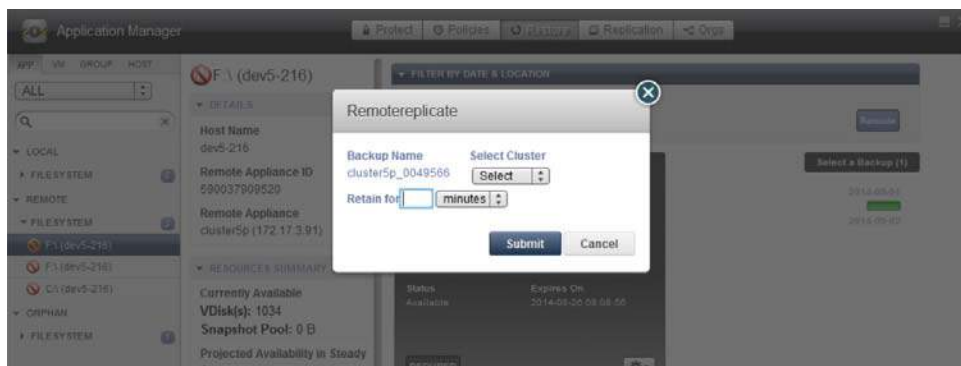 Application Manager
Protect
Policies
Replication
Orgs
APP VM GROUP HOST
ALL
LOCAL
FILESYSTEM
REMOTE
FILESYSTEM
F:\ (dev5-216)
F:\ (dev5-216)
C:\ (dev5-216)
ORPHAN
FILESYSTEM
F:\ (dev5-216)
DETAILS
Host Name
dev5-216
Remote Appliance ID
590037909520
Remote Appliance
cluster5p (172.17.3.91)
RESOURCES SUMMARY
Currently Available
VDisk(s): 1034
Snapshot Pool: 0 B
Projected Availability in Steady
FILTER BY DATE & LOCATION
Remotereplicate
Backup Name
Select Cluster
cluster5p_0049566
Select
Retain for
minutes
Submit
Cancel
Select a Backup (1)
Status
Available
Expires On